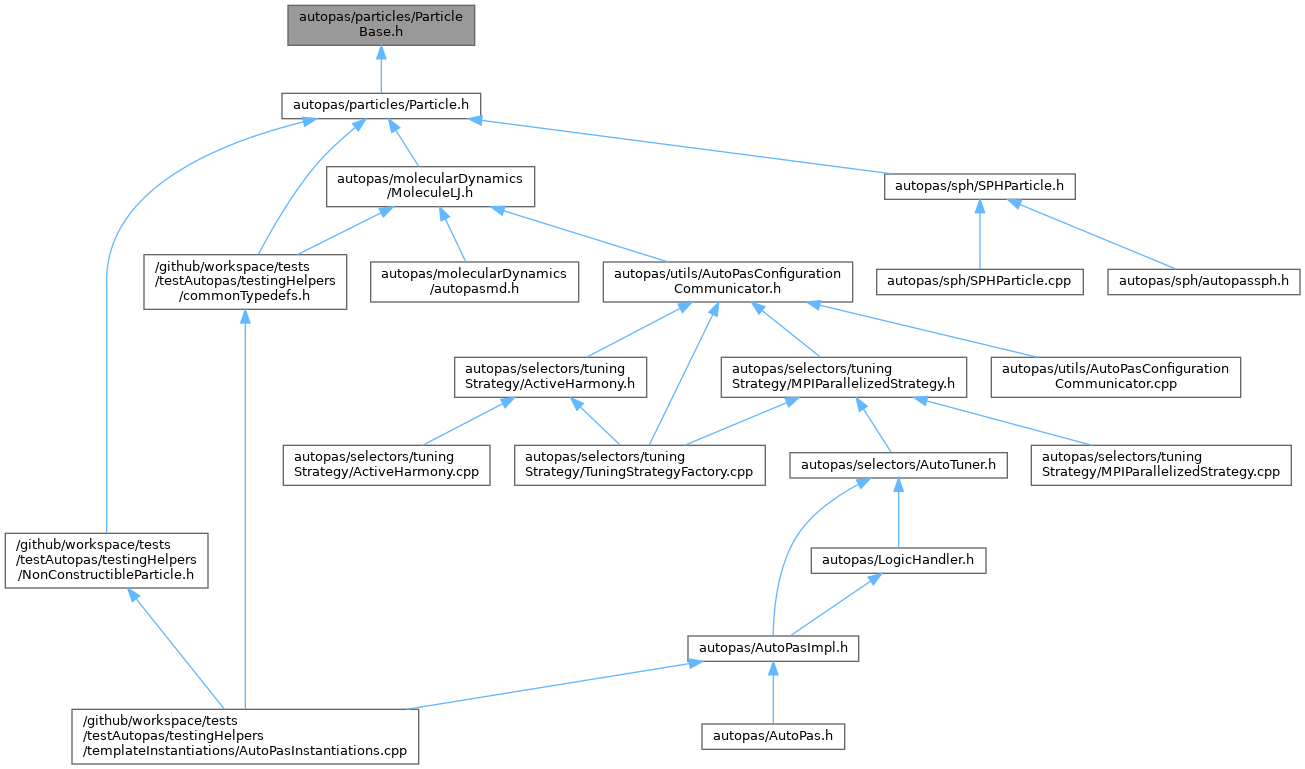 autopas/particles/Particle
Base.h
autopas/particles/Particle.h
autopas/molecularDynamics
/MoleculeLJ.h
autopas/sph/SPHParticle.h
/github/workspace/tests
/testAutopas/testingHelpers
/commonTypedefs.h
autopas/molecularDynamics
/autopasmd.h
autopas/utils/AutoPasConfiguration
Communicator.h
autopas/sph/SPHParticle.cpp
autopas/sph/autopassph.h
autopas/selectors/tuning
Strategy/ActiveHarmony.h
autopas/selectors/tuning
Strategy/MPIParallelizedStrategy.h
autopas/utils/AutoPasConfiguration
Communicator.cpp
autopas/selectors/tuning
Strategy/ActiveHarmony.cpp
autopas/selectors/tuning
Strategy/TuningStrategyFactory.cpp
autopas/selectors/AutoTuner.h
autopas/selectors/tuning
Strategy/MPIParallelizedStrategy.cpp
/github/workspace/tests
/testAutopas/testingHelpers
/NonConstructibleParticle.h
autopas/LogicHandler.h
autopas/AutoPasImpl.h
/github/workspace/tests
/testAutopas/testingHelpers
/templateInstantiations/AutoPasInstantiations.cpp
autopas/AutoPas.h